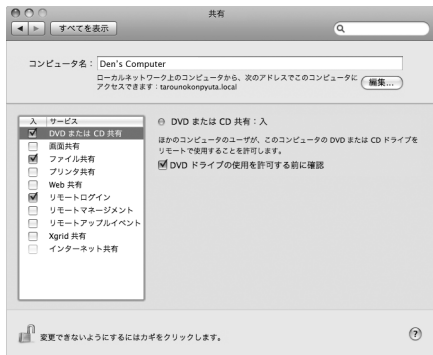 共有
すべてを表示
コンピュータ名：Den's Computer
ローカルネットワーク上のコンピュータから、次のアドレスでこのコンピュータに
アクセスできます：tarounokonpyuta.local
編集...
入 サービス
DVD または CD 共有
画面共有
ファイル共有
プリンタ共有
Web 共有
リモートログイン
リモートマネージメント
リモートアップルイベント
Xgrid 共有
インターネット共有
DVD または CD 共有：入
ほかのコンピュータのユーザが、このコンピュータの DVD または CD ドライブを
リモートで使用することを許可します。
DVD ドライブの使用を許可する前に確認
変更できないようにするにはカギをクリックします。
?